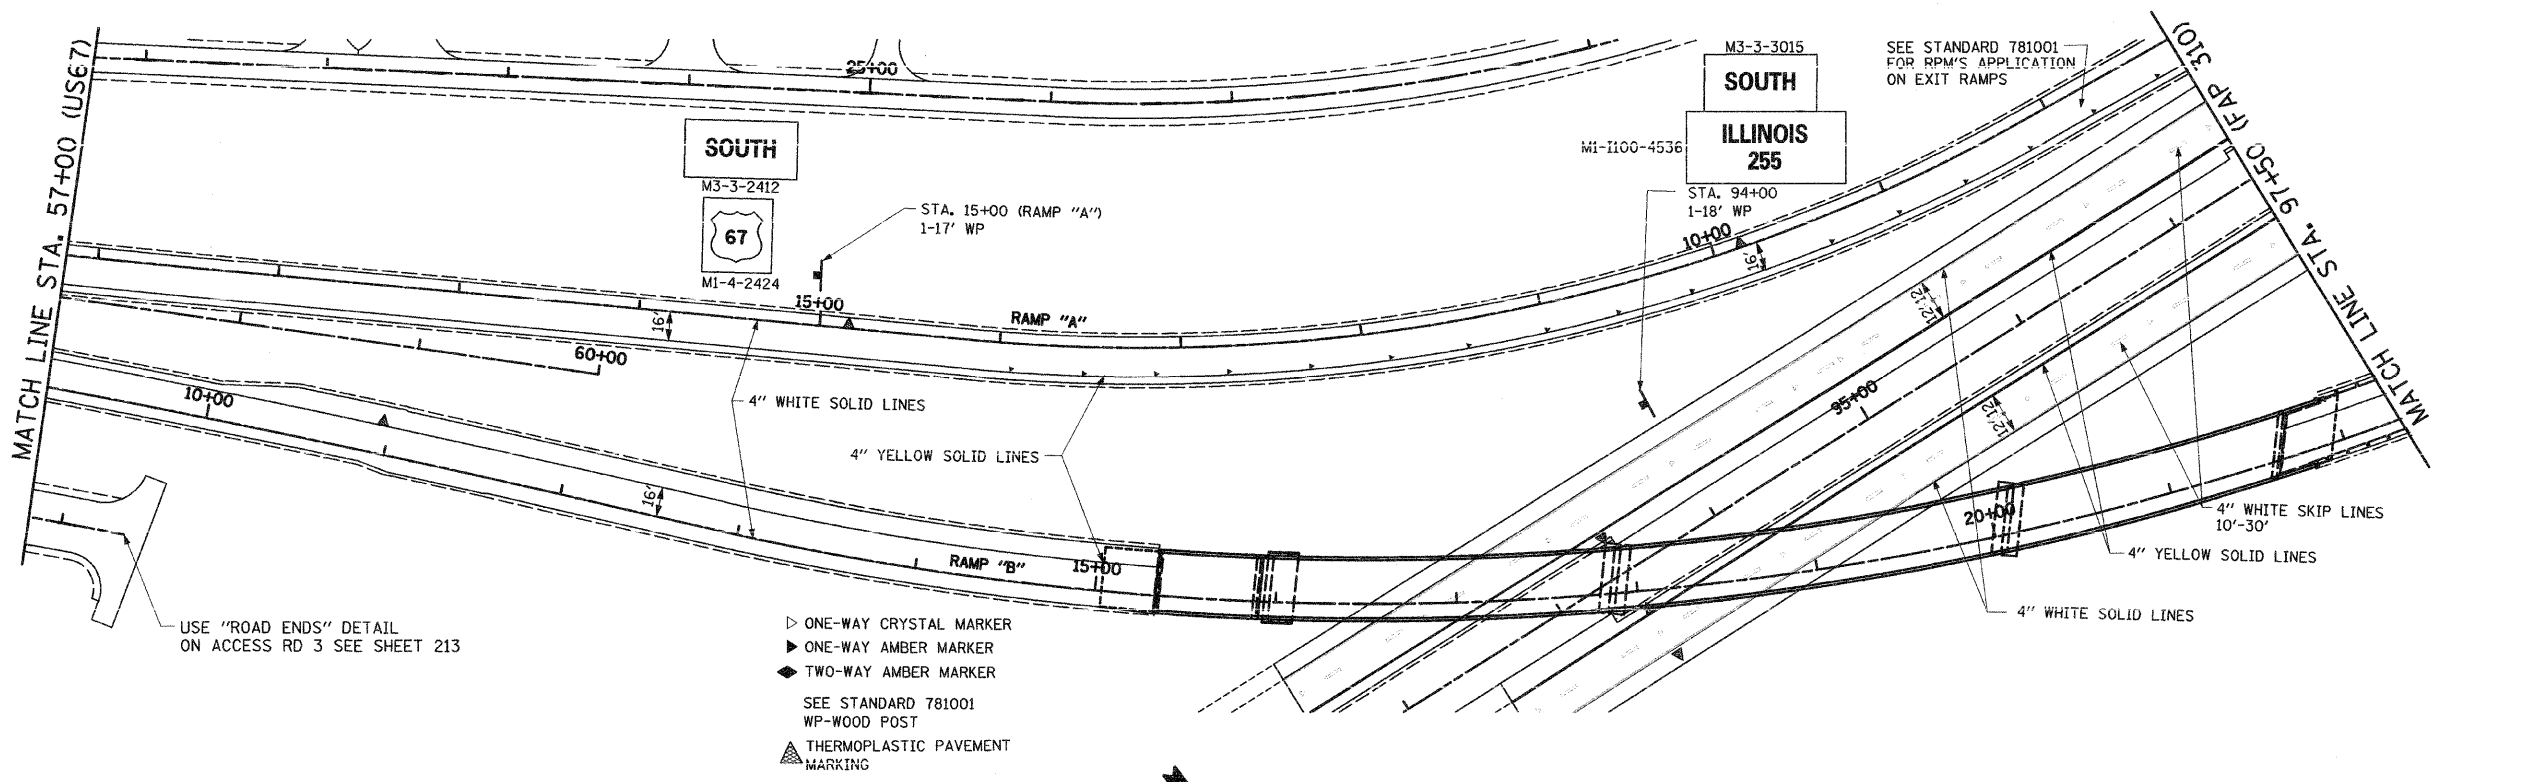 MATCH LINE STA. 57+00 (US67)
25+00
SOUTH
M3-3-2412
67
M1-4-2424
STA. 15+00 (RAMP "A")
1-17' WP
15+00
16'
RAMP "A"
60+00
10+00
4" WHITE SOLID LINES
4" YELLOW SOLID LINES
16'
RAMP "B"
15+00
USE "ROAD ENDS" DETAIL
ON ACCESS RD 3 SEE SHEET 213
ONE-WAY CRYSTAL MARKER
ONE-WAY AMBER MARKER
TWO-WAY AMBER MARKER
SEE STANDARD 781001
WP-WOOD POST
THERMOPLASTIC PAVEMENT
MARKING
M3-3-3015
SOUTH
ILLINOIS
255
M1-I100-4536
STA. 94+00
1-18' WP
10+00
16'
SEE STANDARD 781001
FOR RPM'S APPLICATION
ON EXIT RAMPS
MATCH LINE STA. 97+50 (FAP 310)
12' 12'
95+00
12' 12'
20+00
4" WHITE SKIP LINES
10'-30'
4" YELLOW SOLID LINES
4" WHITE SOLID LINES